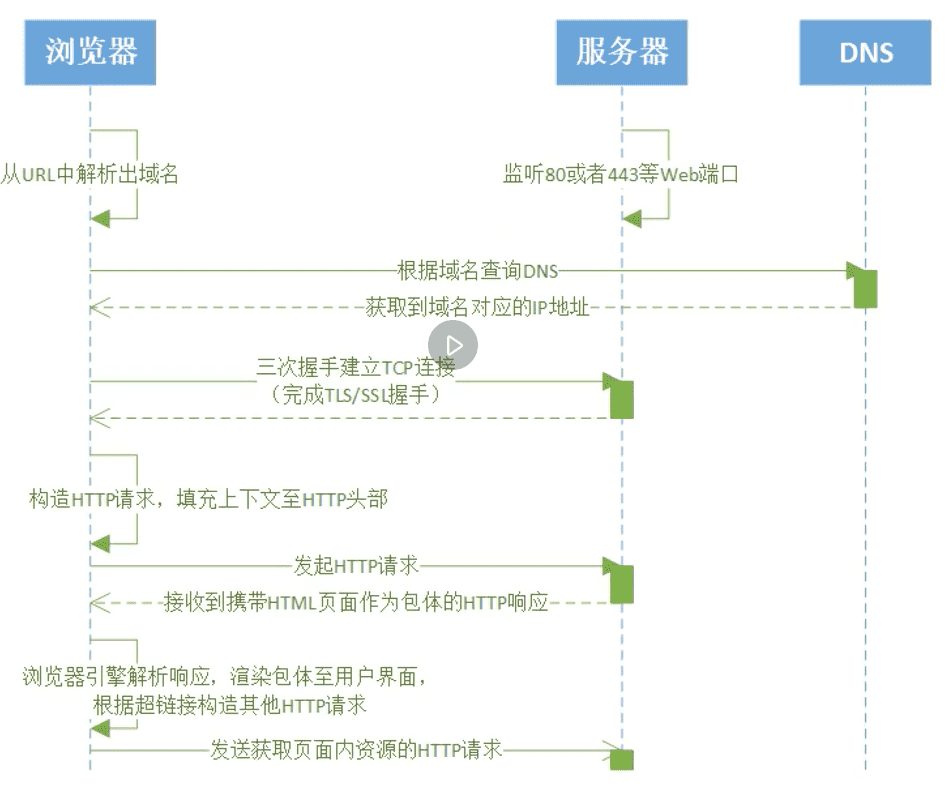 浏览器
服务器
DNS
从URL中解析出域名
监听80或者443等Web端口
根据域名查询DNS
获取到域名对应的IP地址
三次握手建立TCP连接
（完成TLS/SSL握手）
构造HTTP请求，填充上下文至HTTP头部
发起HTTP请求
接收到携带HTML页面作为包体的HTTP响应
浏览器引擎解析响应，渲染包体至用户界面，
根据超链接构造其他HTTP请求
发送获取页面内资源的HTTP请求